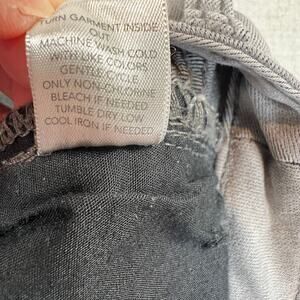 TURN GARMENT INSIDE
OUT
MACHINE WASH COLD
WITH LIKE COLORS
GENTLE CYCLE
ONLY NON-CHLORINE
BLEACH IF NEEDED
TUMBLE DRY LOW
COOL IRON IF NEEDED